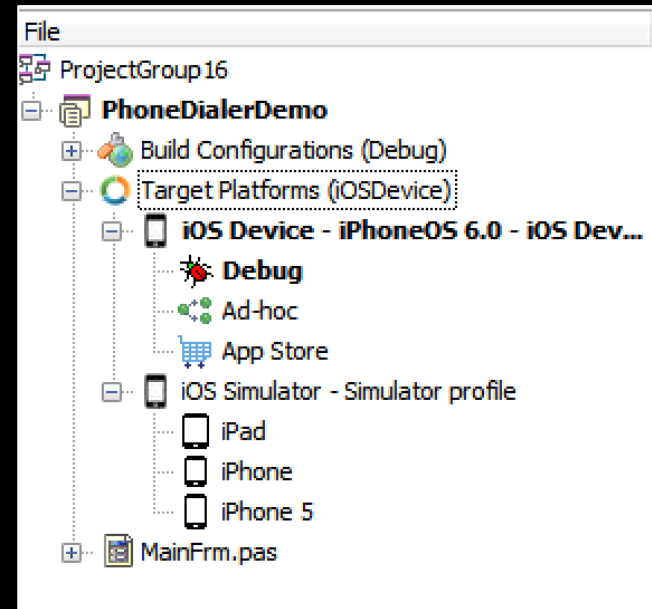 File
ProjectGroup16
PhoneDialerDemo
Build Configurations (Debug)
Target Platforms (iOSDevice)
iOS Device - iPhoneOS 6.0 - iOS Dev...
Debug
Ad-hoc
App Store
iOS Simulator - Simulator profile
iPad
iPhone
iPhone 5
MainFrm.pas